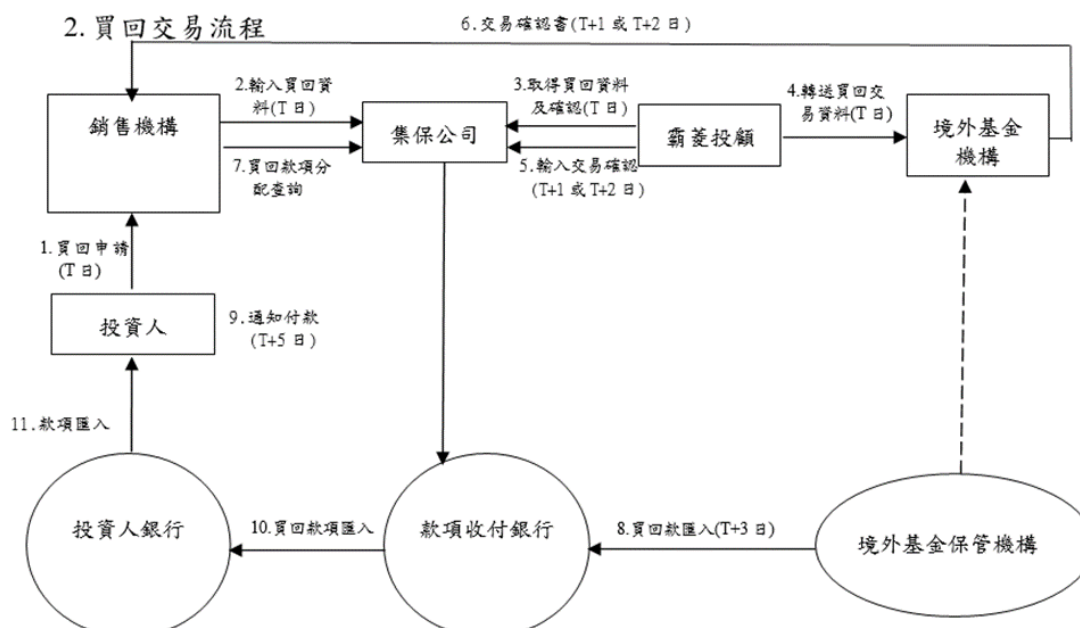 2.買回交易流程
6.交易確認書(T+1 或 T+2 日)
2.輸入買回資
料(T 日)
3.取得買回資料
及確認(T 日)
4.轉送買回交
易資料(T 日)
銷售機構
集保公司
霸菱投顧
境外基金
機構
7.買回款項分
配查詢
5.輸入交易確認
(T+1 或 T+2 日)
1.買回申請
(T 日)
投資人
9.通知付款
(T+5 日)
11.款項匯入
投資人銀行
10.買回款項匯入
款項收付銀行
8.買回款匯入(T+3 日)
境外基金保管機構